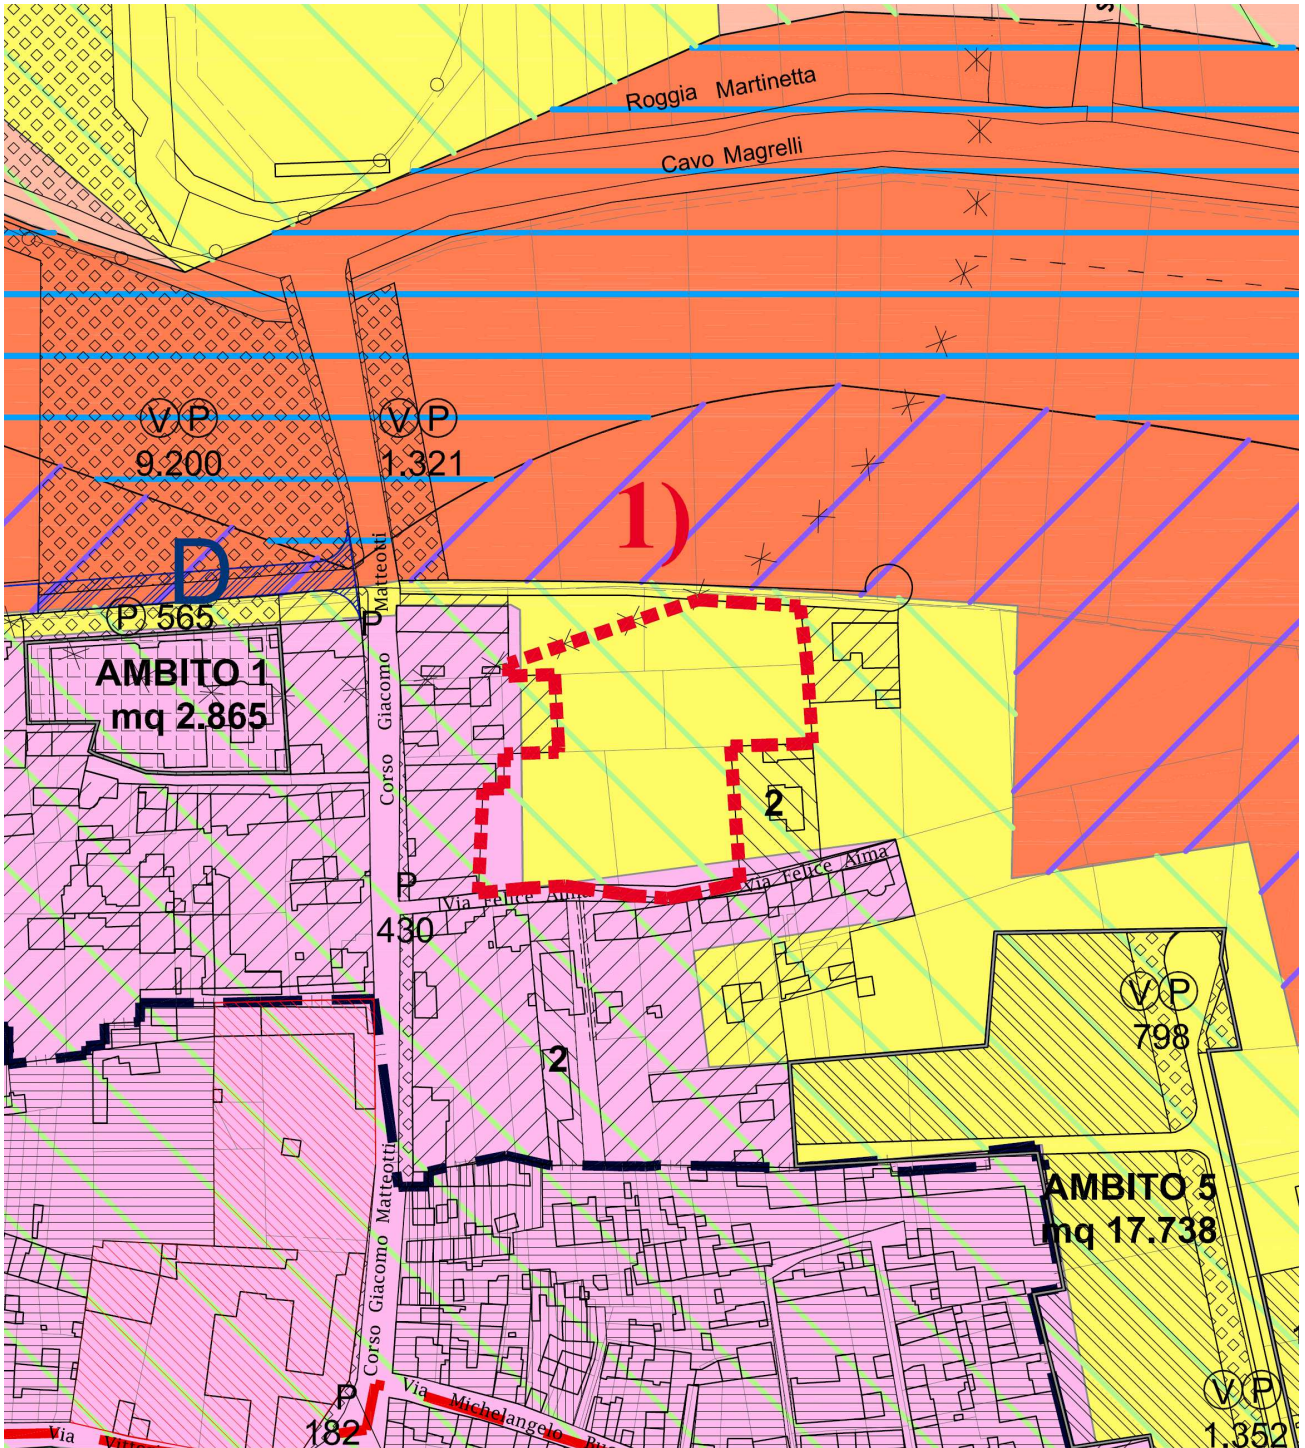 Roggia Martinetta
Cavo Magrelli
V P
9.200
V P
1.321
1)
D
P 565
P
AMBITO 1
mq 2.865
Corso Giacomo Matteotti
2
P
430
Via Felice
Via Felice Aima
2
V P
798
AMBITO 5
mq 17.738
Corso Giacomo Matteotti
P
182
Via Michelangelo
Via
V P
1.352